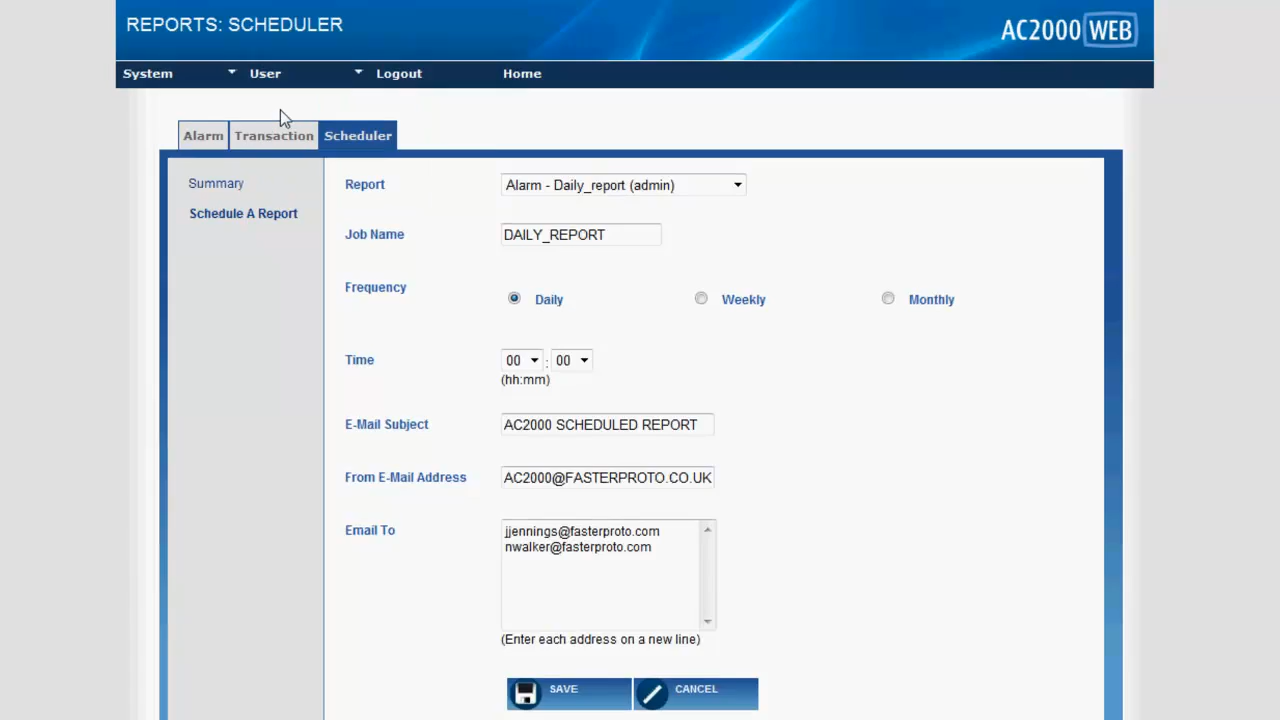 REPORTS: SCHEDULER
AC2000 WEB
System User Logout Home
Alarm Transaction Scheduler
Summary
Schedule A Report
Report Alarm - Daily_report (admin)
Job Name DAILY_REPORT
Frequency Daily Weekly Monthly
Time 00 : 00
(hh:mm)
E-Mail Subject AC2000 SCHEDULED REPORT
From E-Mail Address AC2000@FASTERPROTO.CO.UK
Email To jjennings@fasterproto.com
nwalker@fasterproto.com
(Enter each address on a new line)
SAVE CANCEL